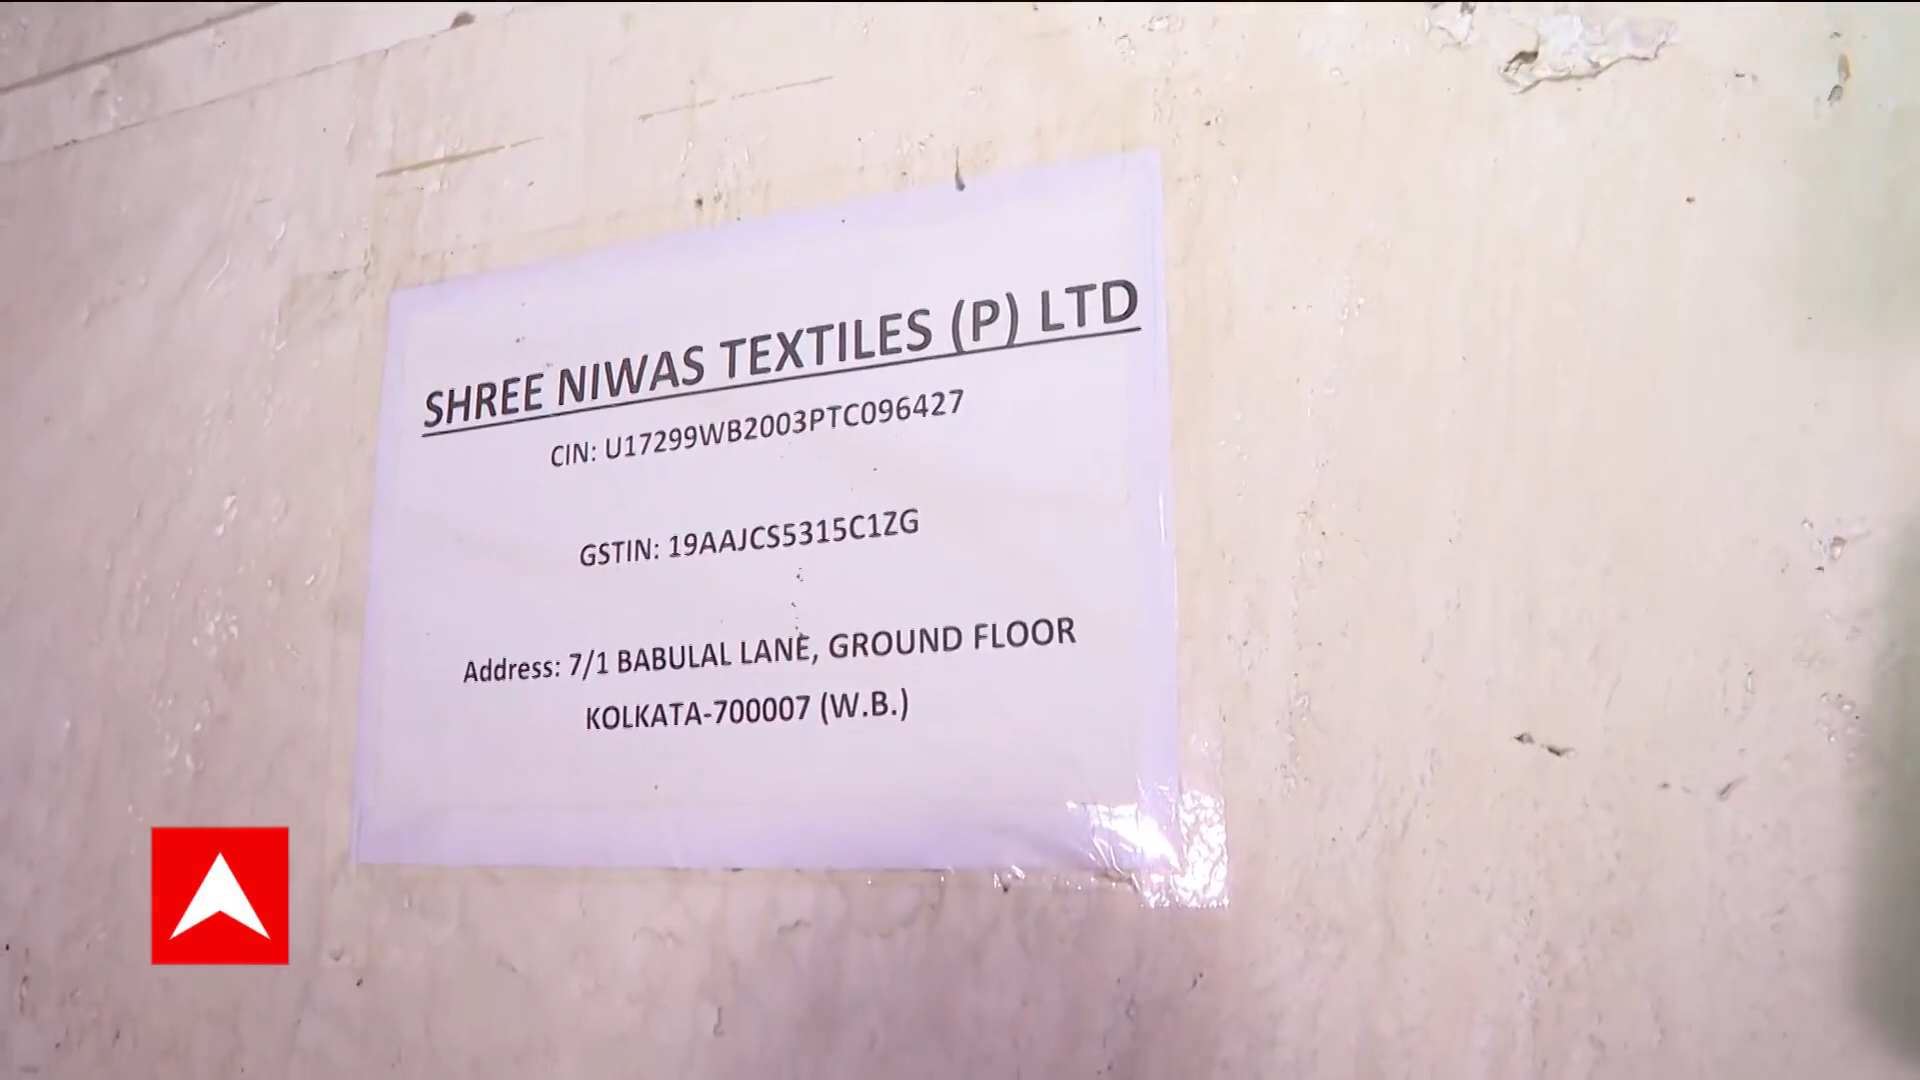 SHREE NIWAS TEXTILES (P) LTD
CIN: U17299WB2003PTC096427
GSTIN: 19AAJCS5315C1ZG
Address: 7/1 BABULAL LANE, GROUND FLOOR
KOLKATA-700007 (W.B.)